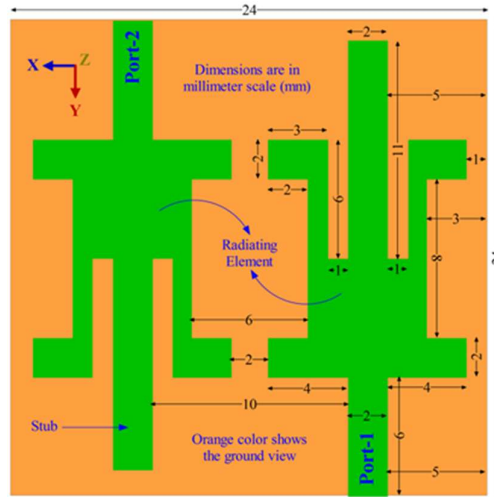 24
Port-2
X
Z
Y
Dimensions are in
millimeter scale (mm)
2
5
11
3
2
2
6
1
3
1
1
8
Radiating
Element
6
2
2
4
4
10
2
6
5
Stub
Orange color shows
the ground view
Port-1